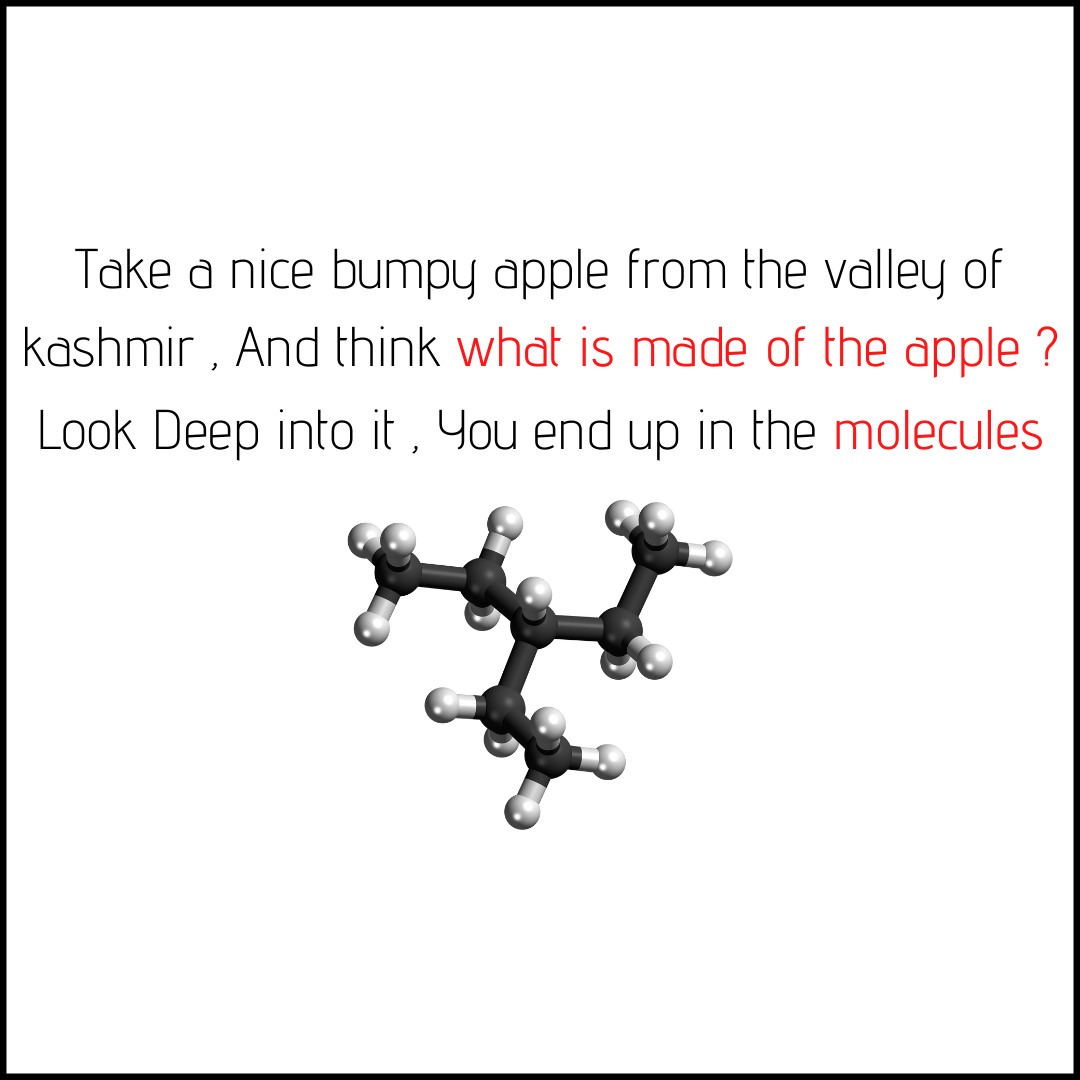 Take a nice bumpy apple from the valley of
kashmir , And think what is made of the apple ?
Look Deep into it , You end up in the molecules